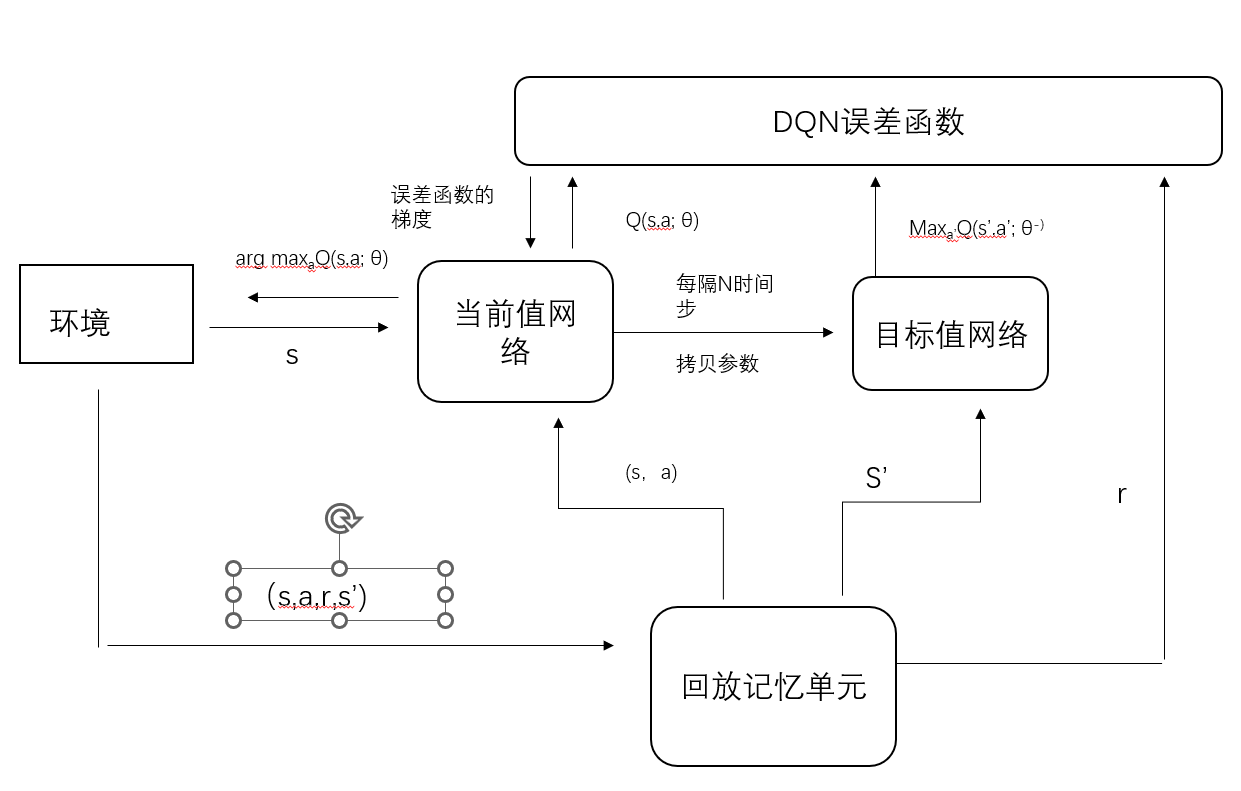 DQN误差函数
误差函数的
梯度
Q(s.a; θ)
Maxa'Q(s'.a'; θ-)
arg maxaQ(s.a; θ)
环境
s
当前值网
络
每隔N时间
步
拷贝参数
目标值网络
(s, a)
S'
r
(s,a,r,s')
回放记忆单元